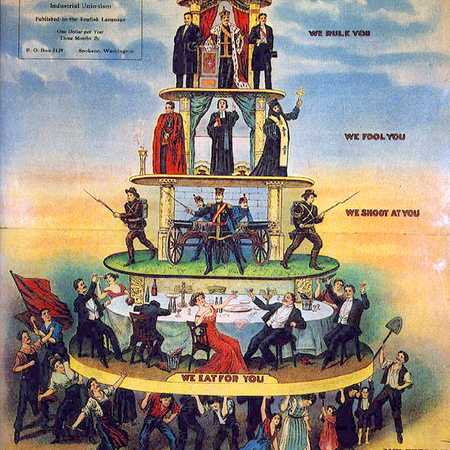 Industrial Unionism
Published in the English Language
One Dollar per Year
Three Months By
P. O. Box 2129
Spokane, Washington
WE RULE YOU
WE FOOL YOU
WE SHOOT AT YOU
WE EAT FOR YOU